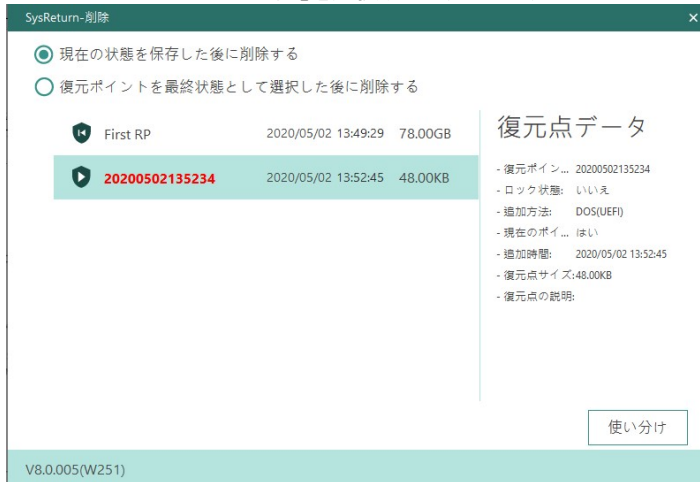 SysReturn-削除
×
現在の状態を保存した後に削除する
復元ポイントを最終状態として選択した後に削除する
First RP 2020/05/02 13:49:29 78.00GB
20200502135234 2020/05/02 13:52:45 48.00KB
復元点データ
- 復元ポイン... 20200502135234
- ロック状態: いいえ
- 追加方法: DOS(UEFI)
- 現在のポイ... はい
- 追加時間: 2020/05/02 13:52:45
- 復元点サイズ:48.00KB
- 復元点の説明:
使い分け
V8.0.005(W251)